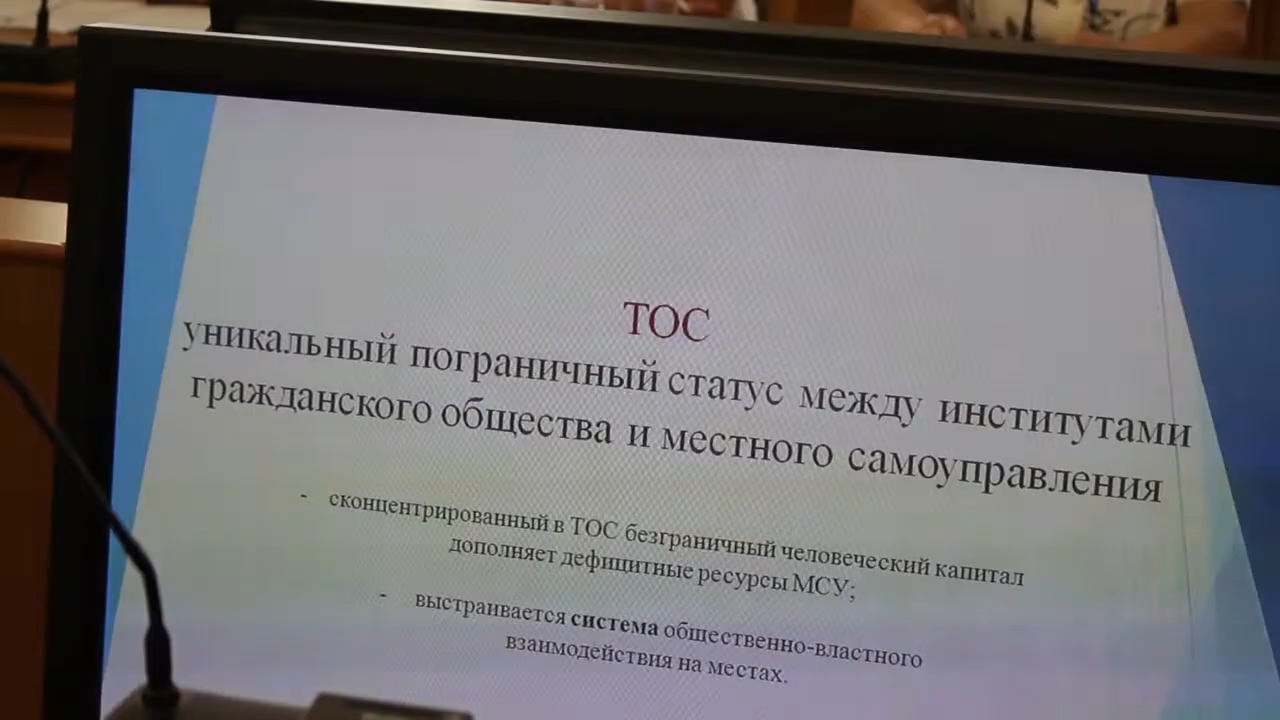 ТОС
уникальный пограничный статус между институтами
гражданского общества и местного самоуправления
- сконцентрированный в ТОС безграничный человеческий капитал
дополняет дефицитные ресурсы МСУ;
- выстраивается система общественно-властного
взаимодействия на местах.